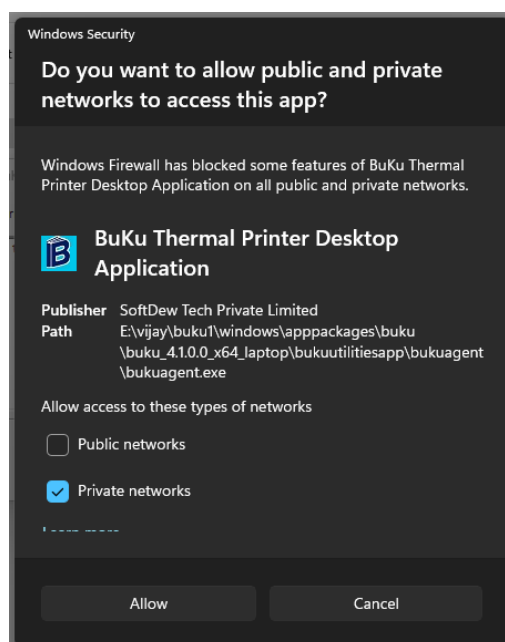 Windows Security
Do you want to allow public and private
networks to access this app?
Windows Firewall has blocked some features of BuKu Thermal
Printer Desktop Application on all public and private networks.
B
BuKu Thermal Printer Desktop
Application
Publisher SoftDew Tech Private Limited
Path E:\vijay\buku1\windows\apppackages\buku
\buku_4.1.0.0_x64_laptop\bukuutilitiesapp\bukuagent
\bukuagent.exe
Allow access to these types of networks
Public networks
Private networks
Learn more
Allow Cancel